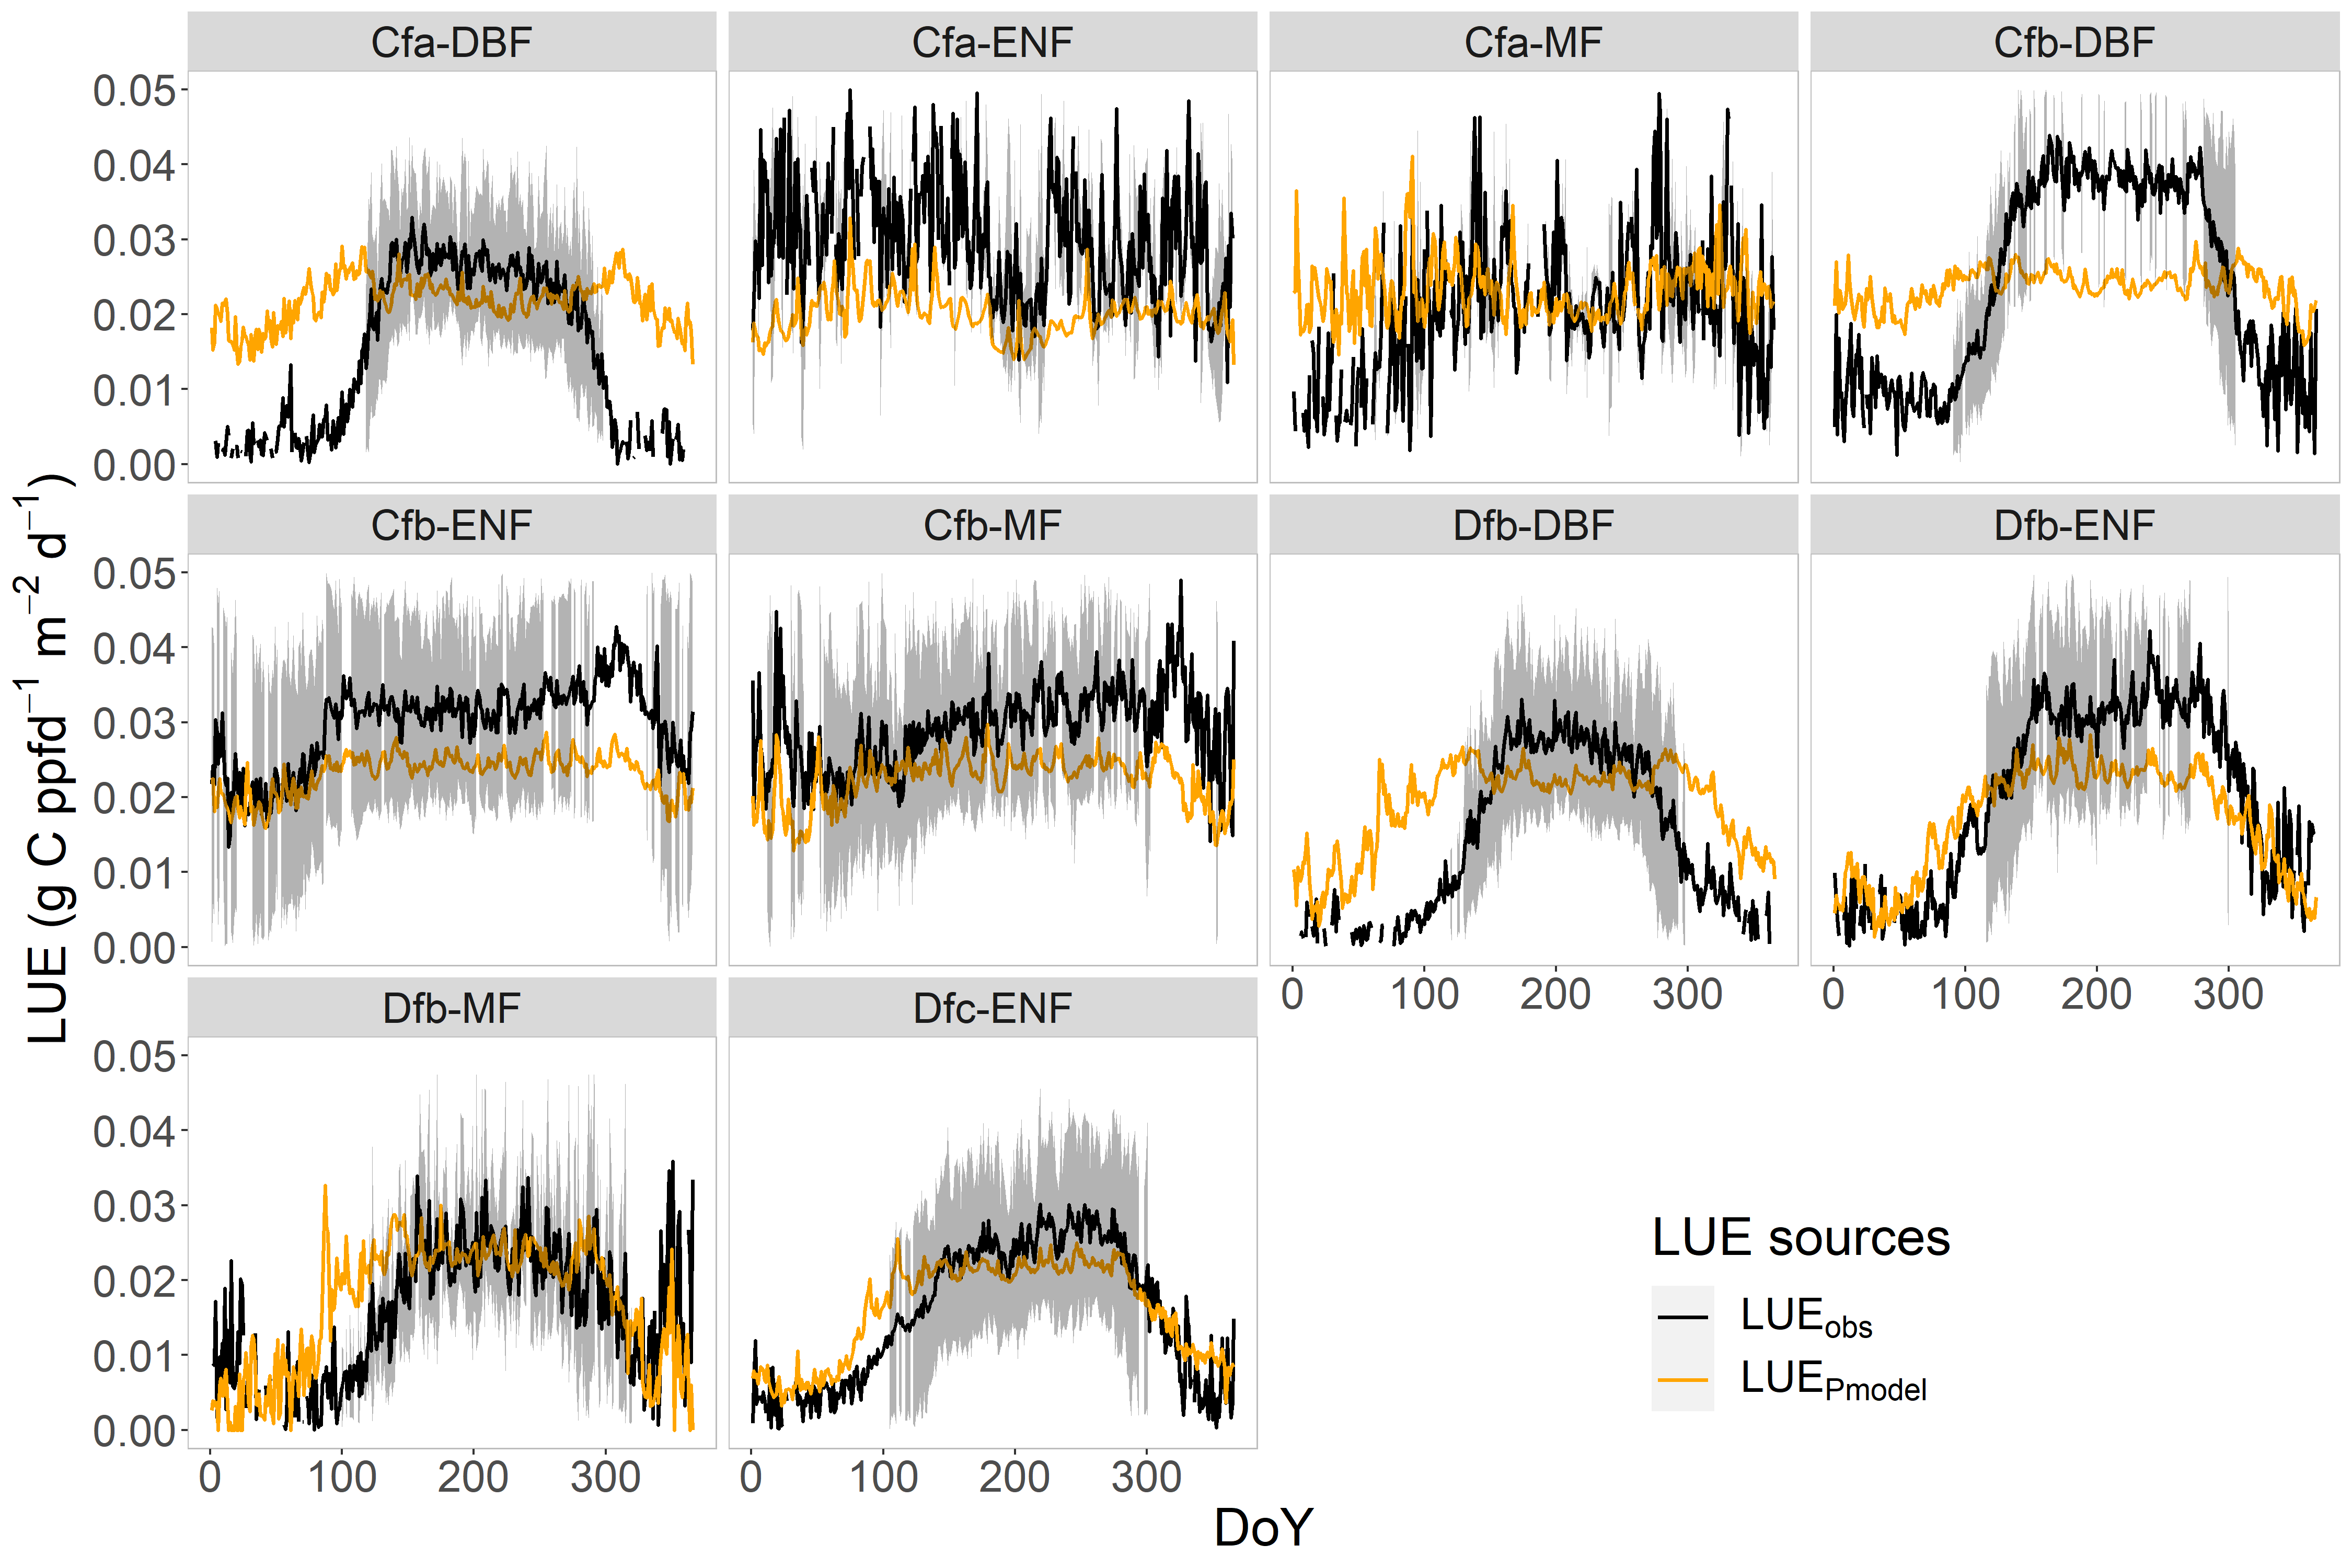 Cfa-DBF Cfa-ENF Cfa-MF Cfb-DBF
0.05
0.04
0.03
0.02
0.01
0.00
Cfb-ENF Cfb-MF Dfb-DBF Dfb-ENF
0.05
0.04
0.03
0.02
0.01
0.00
0 100 200 300 0 100 200 300
Dfb-MF Dfc-ENF
0.05
0.04
0.03
0.02
0.01
0.00
0 100 200 300 0 100 200 300
LUE (g C ppfd⁻¹ m⁻² d⁻¹)
DoY
LUE sources
LUE_obs
LUE_Pmodel